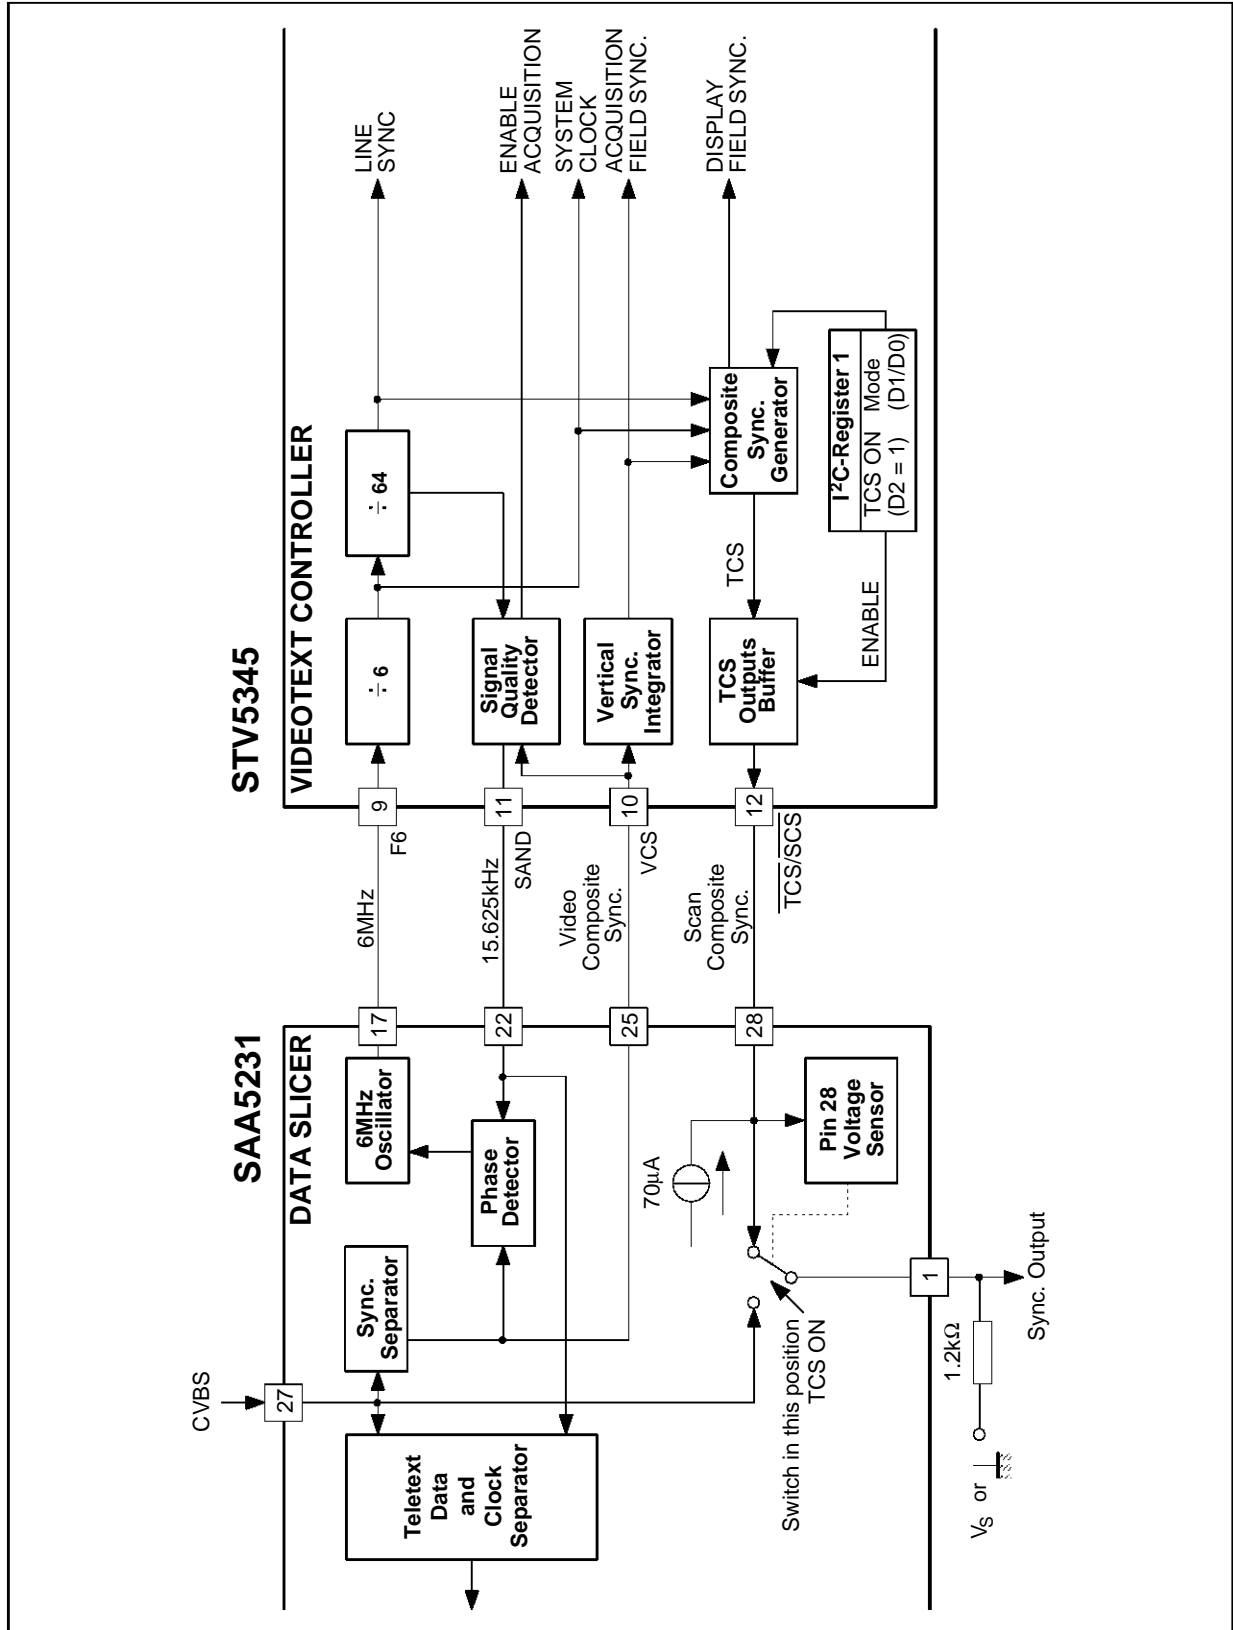 SAA5231
DATA SLICER
CVBS
27
Teletext
Data
and
Clock
Separator
Sync.
Separator
6MHz
Oscillator
Phase
Detector
70µA
Pin 28
Voltage
Sensor
Switch in this position
TCS ON
VS or
1.2kΩ
1
Sync. Output
17
22
25
28
6MHz
15.625kHz
Video
Composite
Sync.
Scan
Composite
Sync.
F6
SAND
VCS
TCS/SCS
9
11
10
12
STV5345
VIDEOTEXT CONTROLLER
÷ 6
÷ 64
Signal
Quality
Detector
Vertical
Sync.
Integrator
TCS
Outputs
Buffer
TCS
Composite
Sync.
Generator
ENABLE
I²C-Register 1
TCS ON Mode
(D2 = 1) (D1/D0)
LINE
SYNC
ENABLE
ACQUISITION
SYSTEM
CLOCK
ACQUISITION
FIELD SYNC.
DISPLAY
FIELD SYNC.